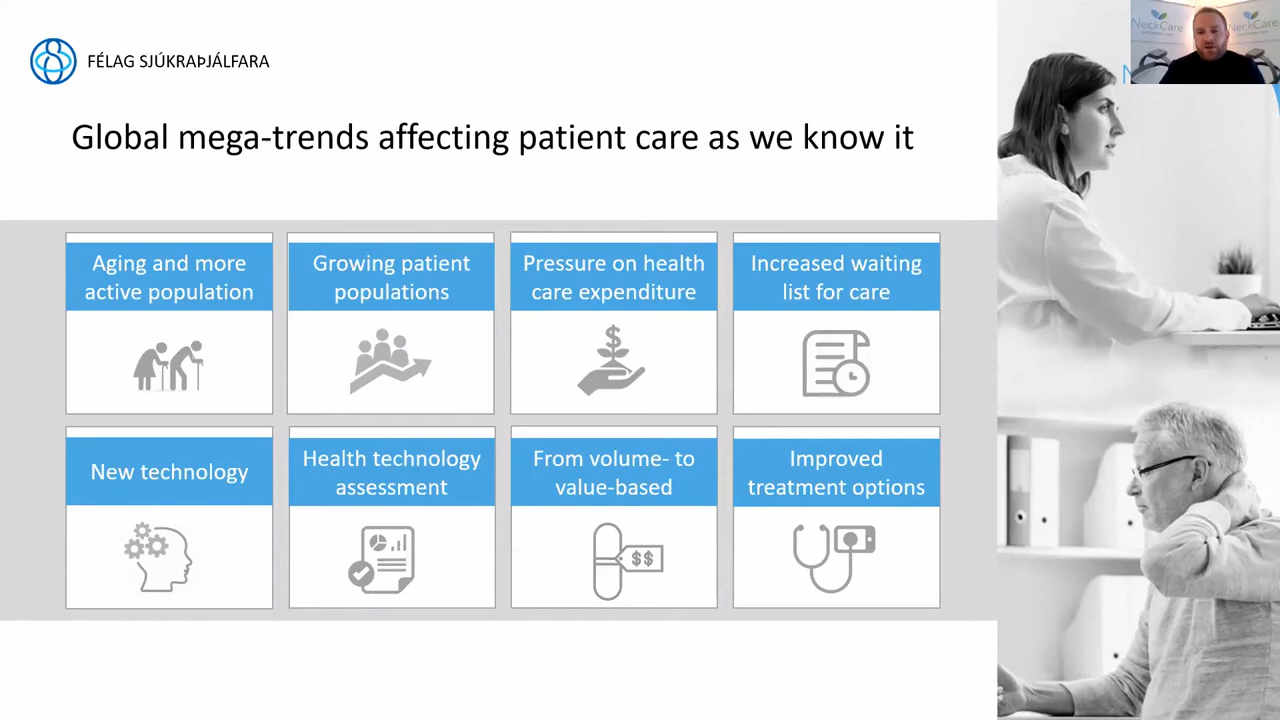 FÉLAG SJÚKRAÞJÁLFARA
NeckCare
NeckCare
Global mega-trends affecting patient care as we know it
Aging and more
active population
Growing patient
populations
Pressure on health
care expenditure
$
Increased waiting
list for care
New technology
Health technology
assessment
From volume- to
value-based
$$
Improved
treatment options